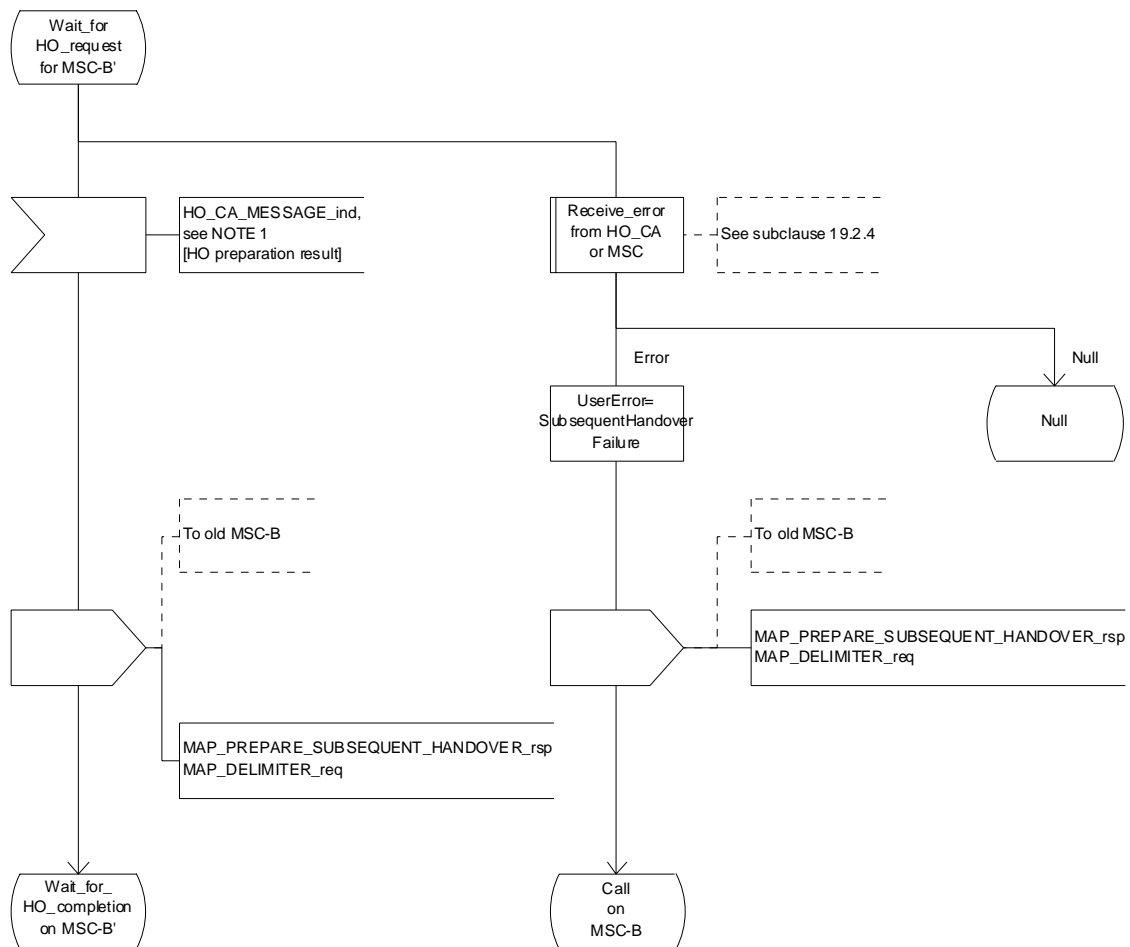 Wait_for
HO_request
for MSC-B'
HO_CA_MESSAGE_ind,
see NOTE 1
[HO preparation result]
Receive_error
from HO_CA
or MSC
See subclause 19.2.4
Error
Null
UserError=
SubsequentHandover
Failure
Null
To old MSC-B
To old MSC-B
MAP_PREPARE_SUBSEQUENT_HANDOVER_rsp
MAP_DELIMITER_req
MAP_PREPARE_SUBSEQUENT_HANDOVER_rsp
MAP_DELIMITER_req
Wait_for_
HO_completion
on MSC-B'
Call
on
MSC-B